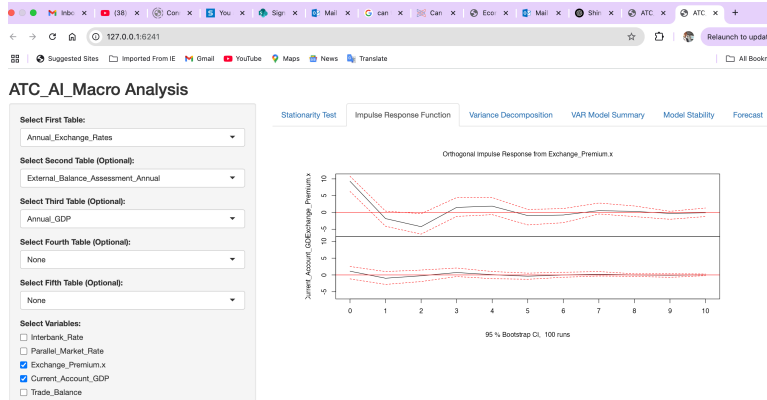 Inbo
(38)
Con
You
Sign
Mail
can
Can
Ecos
Mail
Shin
ATC
ATC
127.0.0.1:6241
Relaunch to upda
Suggested Sites
Imported From IE
Gmail
YouTube
Maps
News
Translate
All Bookr
ATC_AI_Macro Analysis
Select First Table:
Annual_Exchange_Rates
Select Second Table (Optional):
External_Balance_Assessment_Annual
Select Third Table (Optional):
Annual_GDP
Select Fourth Table (Optional):
None
Select Fifth Table (Optional):
None
Select Variables:
Interbank_Rate
Parallel_Market_Rate
Exchange_Premium.x
Current_Account_GDP
Trade_Balance
Stationarity Test
Impulse Response Function
Variance Decomposition
VAR Model Summary
Model Stability
Forecast
Orthogonal Impulse Response from Exchange_Premium.x
Exchange_Premium.x
10
5
0
-5
Current_Account_GDP
10
5
0
-5
0 1 2 3 4 5 6 7 8 9 10
95 % Bootstrap CI, 100 runs